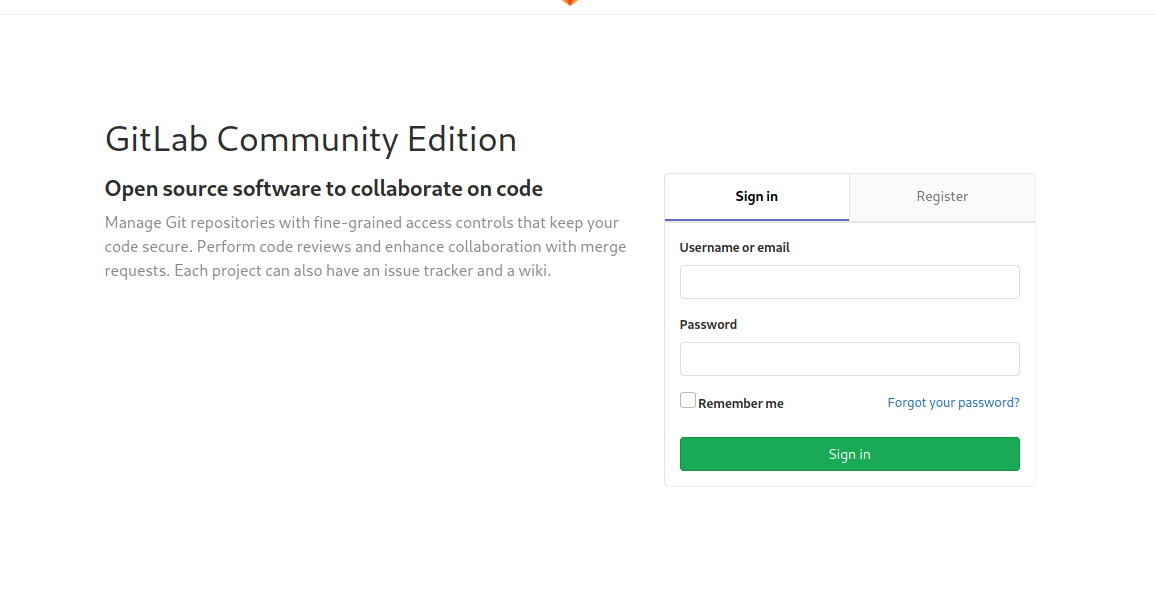 GitLab Community Edition
Open source software to collaborate on code
Manage Git repositories with fine-grained access controls that keep your
code secure. Perform code reviews and enhance collaboration with merge
requests. Each project can also have an issue tracker and a wiki.
Sign in
Register
Username or email
Password
Remember me
Forgot your password?
Sign in